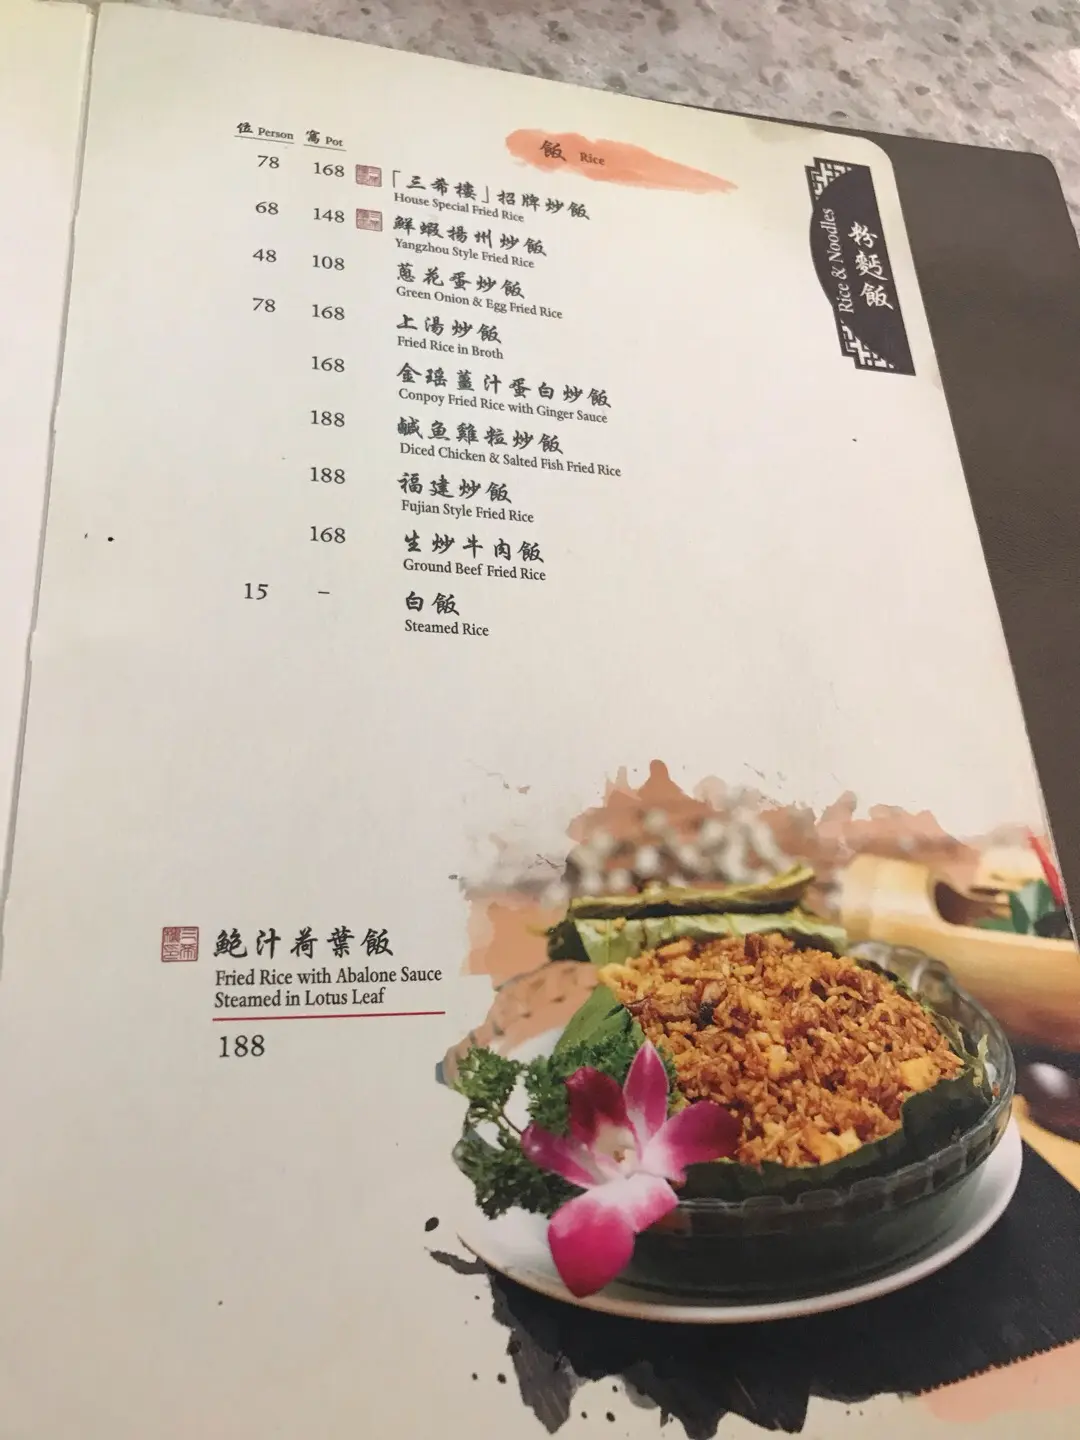 位 Person 窩 Pot
飯 Rice
粉麵飯
Rice & Noodles
78 168 「三希樓」招牌炒飯
House Special Fried Rice
68 148 鮮蝦揚州炒飯
Yangzhou Style Fried Rice
48 108 蔥花蛋炒飯
Green Onion & Egg Fried Rice
78 168 上湯炒飯
Fried Rice in Broth
168 金瑤薑汁蛋白炒飯
Conpoy Fried Rice with Ginger Sauce
188 鹹魚雞粒炒飯
Diced Chicken & Salted Fish Fried Rice
188 福建炒飯
Fujian Style Fried Rice
168 生炒牛肉飯
Ground Beef Fried Rice
15 – 白飯
Steamed Rice
鮑汁荷葉飯
Fried Rice with Abalone Sauce
Steamed in Lotus Leaf
188